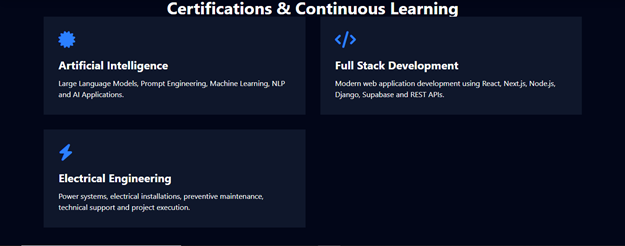 Certifications & Continuous Learning
Artificial Intelligence
Large Language Models, Prompt Engineering, Machine Learning, NLP
and AI Applications.
Full Stack Development
Modern web application development using React, Next.js, Node.js,
Django, Supabase and REST APIs.
Electrical Engineering
Power systems, electrical installations, preventive maintenance,
technical support and project execution.